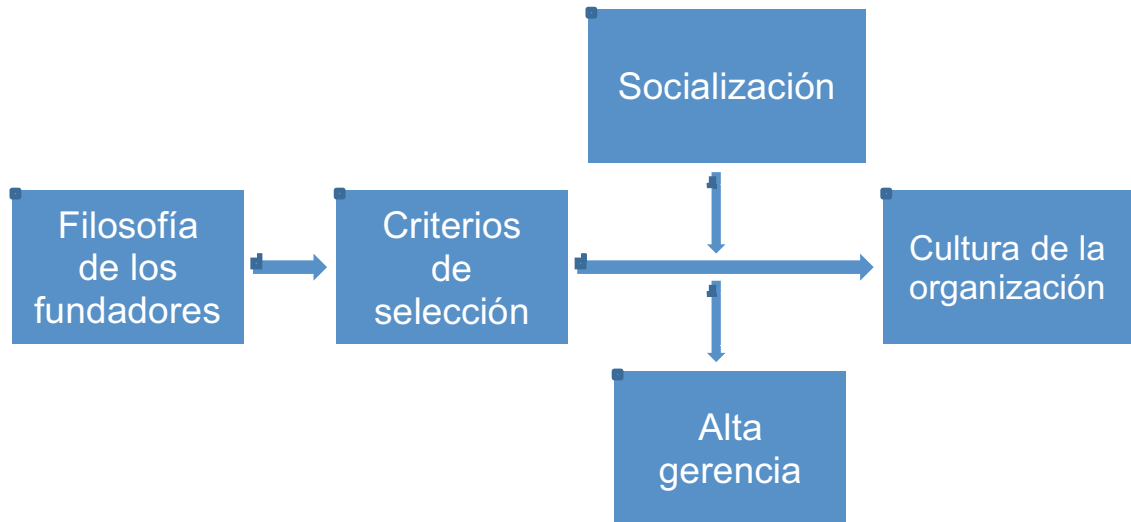 Socialización
Filosofía
de los
fundadores
Criterios
de
selección
Cultura de la
organización
Alta
gerencia